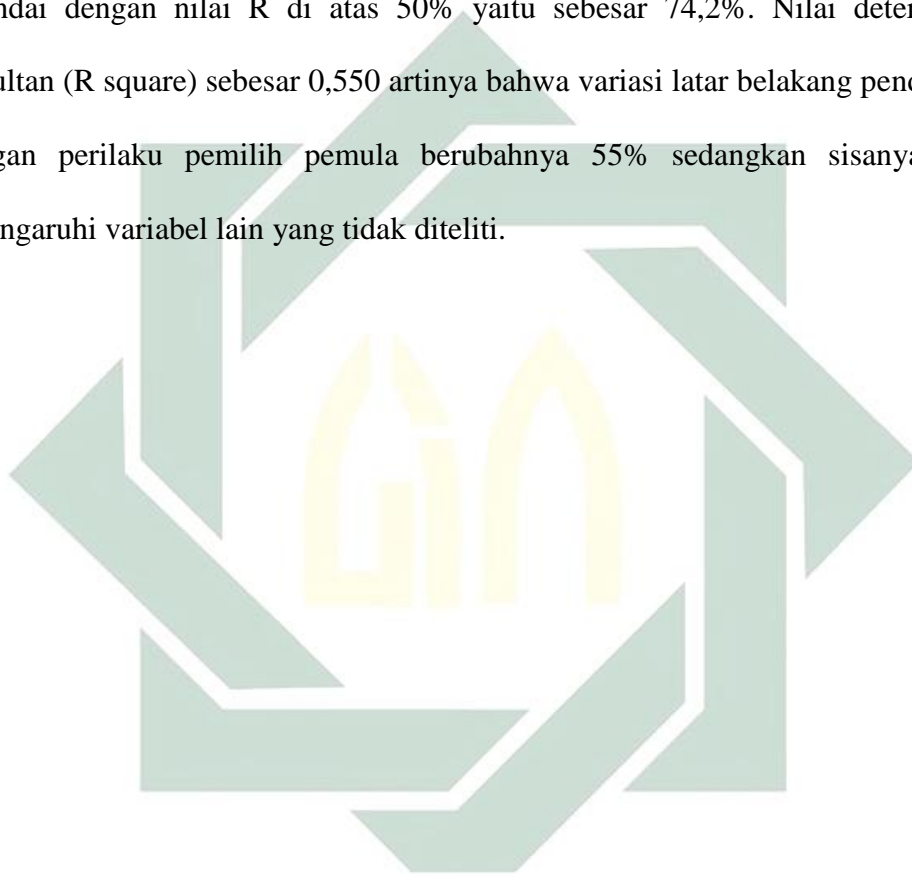 ndai dengan nilai R di atas 50% yaitu sebesar 74,2%. Nilai deter
ultan (R square) sebesar 0,550 artinya bahwa variasi latar belakang pend
gan perilaku pemilih pemula berubahnya 55% sedangkan sisanya
ngaruhi variabel lain yang tidak diteliti.